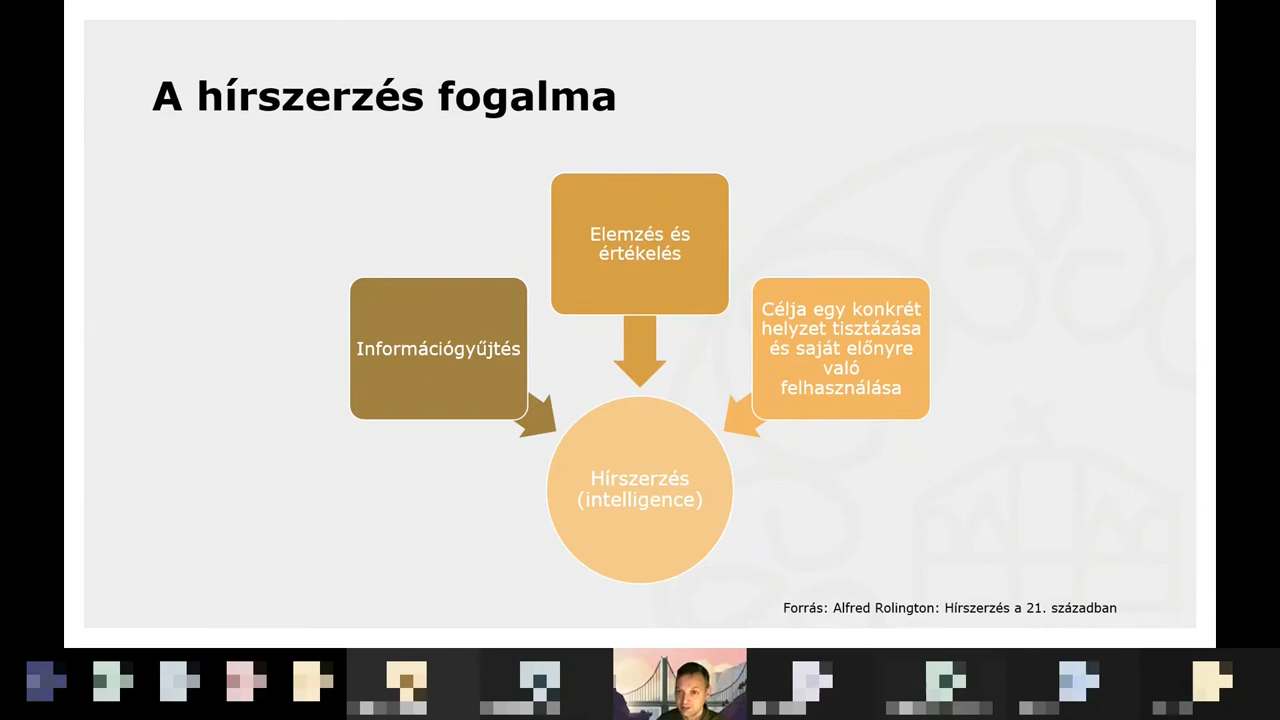 A hírszerzés fogalma
Elemzés és
értékelés
Információgyűjtés
Célja egy konkrét
helyzet tisztázása
és saját előnyre
való
felhasználása
Hírszerzés
(intelligence)
Forrás: Alfred Rolington: Hírszerzés a 21. században